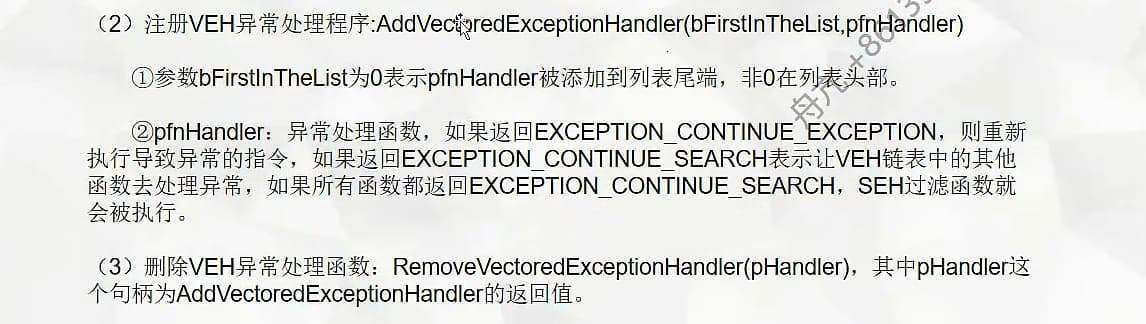 （2）注册VEH异常处理程序:AddVectoredExceptionHandler(bFirstInTheList,pfnHandler)
①参数bFirstInTheList为0表示pfnHandler被添加到列表尾端，非0在列表头部。
②pfnHandler：异常处理函数，如果返回EXCEPTION_CONTINUE_EXCEPTION，则重新
执行导致异常的指令，如果返回EXCEPTION_CONTINUE_SEARCH表示让VEH链表中的其他
函数去处理异常，如果所有函数都返回EXCEPTION_CONTINUE_SEARCH，SEH过滤函数就
会被执行。
（3）删除VEH异常处理函数：RemoveVectoredExceptionHandler(pHandler)，其中pHandler这
个句柄为AddVectoredExceptionHandler的返回值。